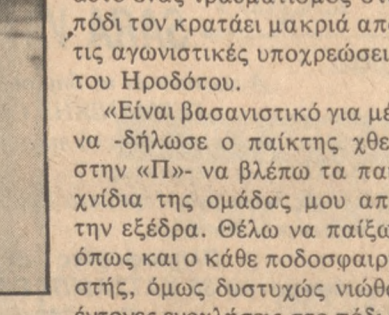 πόδι τον κρατάει μακριά απ
τις αγωνιστικές υποχρεώσει
του Ηροδότου.
«Είναι βασανιστικό για μέ
να -δήλωσε ο παίκτης χθε
στην «Π»- να βλέπω τα παι
χνίδια της ομάδας μου απ
την εξέδρα. Θέλω να παίξω
όπως και ο κάθε ποδοσφαιρι
στής, όμως δυστυχώς νιώθω